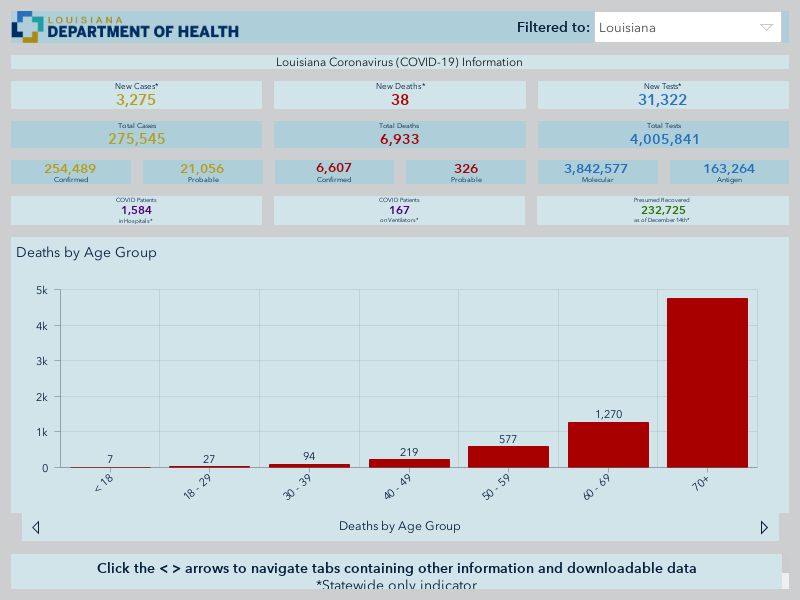 LOUISIANA
DEPARTMENT OF HEALTH
Filtered to: Louisiana
Louisiana Coronavirus (COVID-19) Information
New Cases* New Deaths* New Tests*
3,275 38 31,322
Total Cases Total Deaths Total Tests
275,545 6,933 4,005,841
254,489 21,056 6,607 326 3,842,577 163,264
Confirmed Probable Confirmed Probable Molecular Antigen
COVID Patients COVID Patients Presumed Recovered
1,584 167 232,725
in Hospitals* on Ventilators* as of December 14th*
Deaths by Age Group
5k
4k
3k
2k
1,270
1k
577
219
94
27
7
0
< 18 18 - 29 30 - 39 40 - 49 50 - 59 60 - 69 70+
Deaths by Age Group
Click the < > arrows to navigate tabs containing other information and downloadable data
*Statewide only indicator